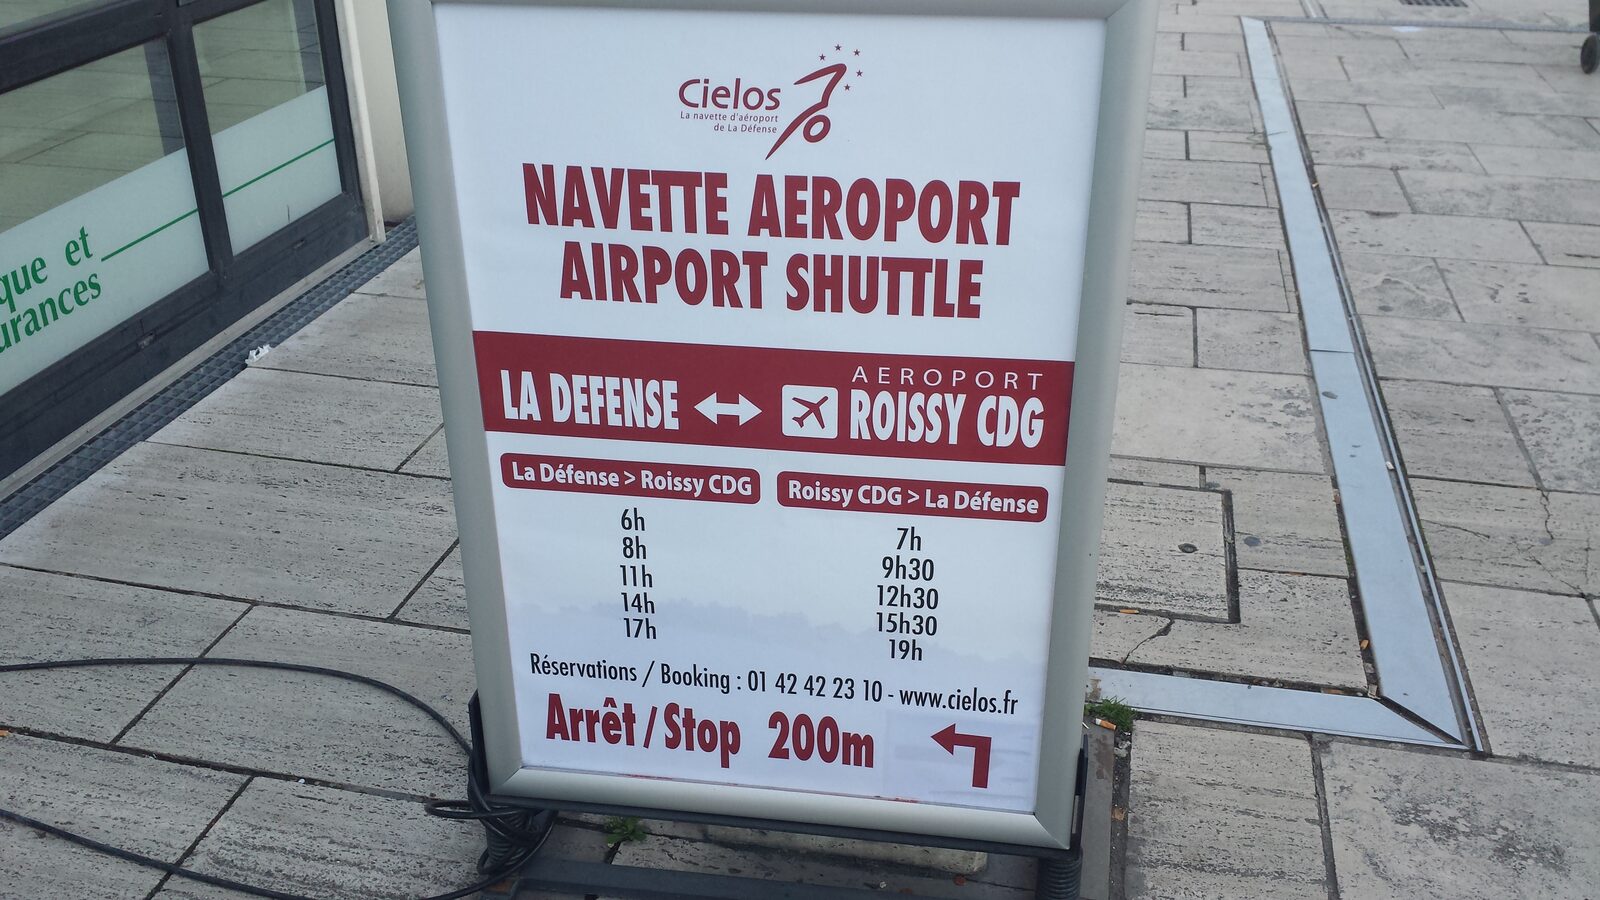 que et
urances
Cielos
La navette d'aéroport
de La Défense
NAVETTE AEROPORT
AIRPORT SHUTTLE
LA DEFENSE
AEROPORT
ROISSY CDG
La Défense > Roissy CDG
6h
8h
11h
14h
17h
Roissy CDG > La Défense
7h
9h30
12h30
15h30
19h
Réservations / Booking : 01 42 42 23 10 - www.cielos.fr
Arrêt / Stop 200m